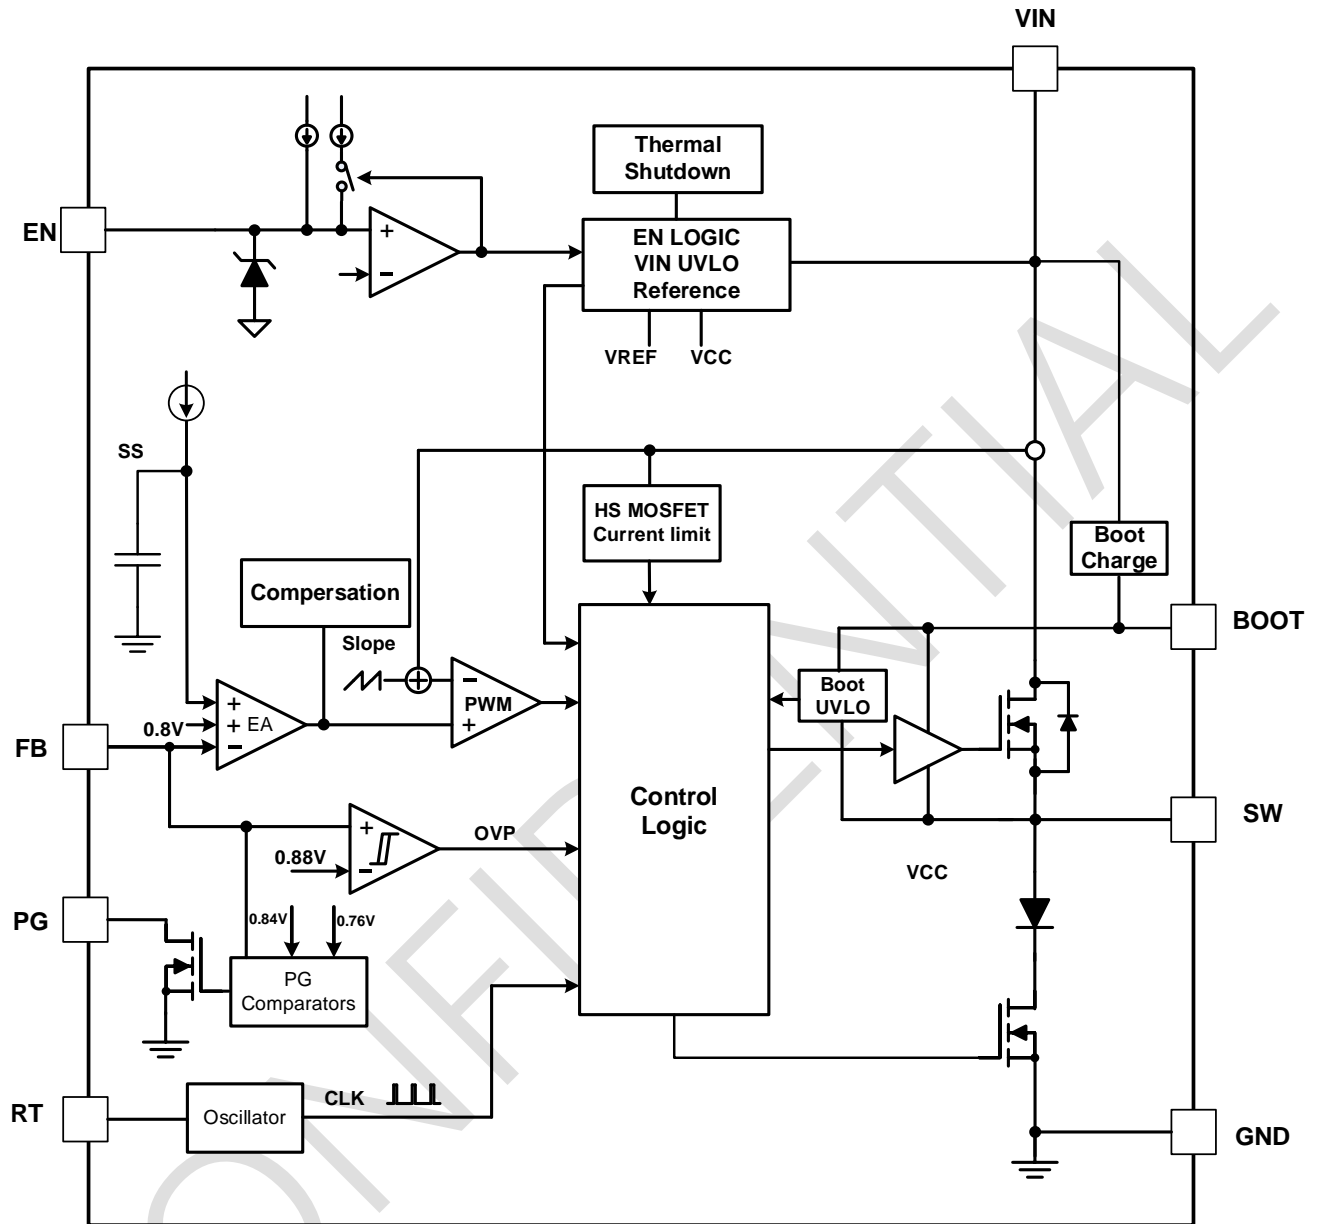 VIN
Thermal
Shutdown
EN
+
−
EN LOGIC
VIN UVLO
Reference
VREF
VCC
SS
HS MOSFET
Current limit
Boot
Charge
Compersation
BOOT
Slope
+
−
PWM
+
Boot
UVLO
+
+ EA
−
0.8V
FB
Control
Logic
SW
+
−
OVP
0.88V
VCC
PG
0.84V
0.76V
PG
Comparators
RT
Oscillator
CLK
GND
ONFIDENTIAL